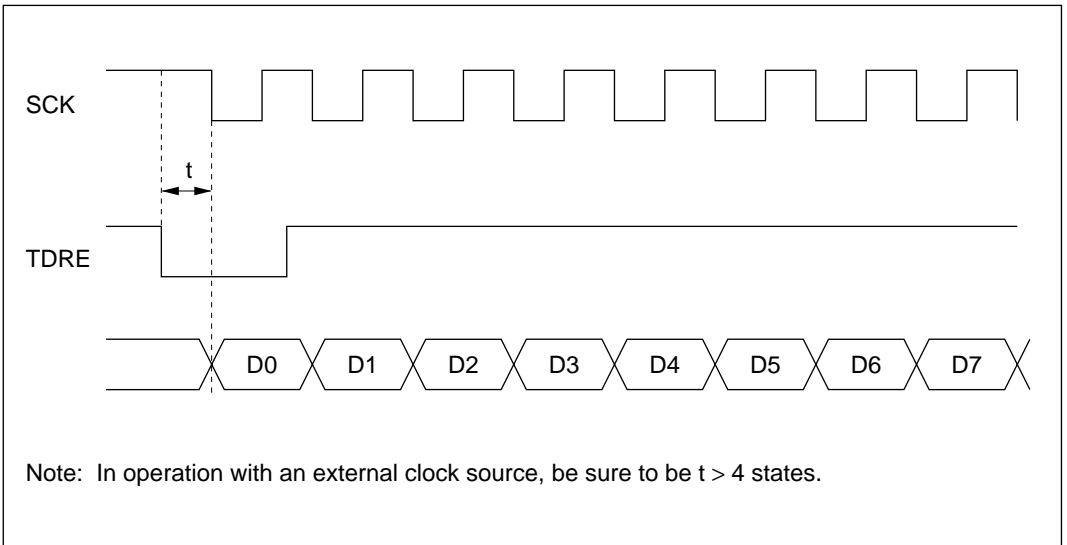 SCK
t
TDRE
D0 D1 D2 D3 D4 D5 D6 D7
Note: In operation with an external clock source, be sure to be t > 4 states.